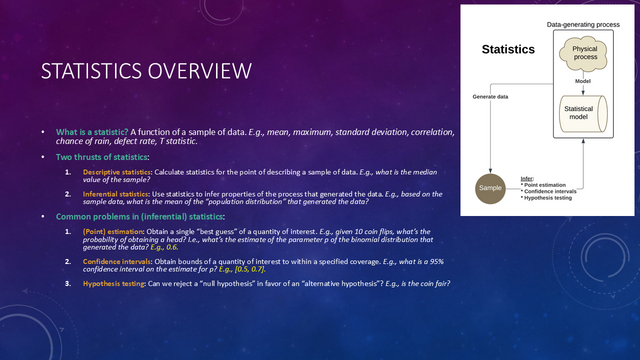 STATISTICS OVERVIEW
• What is a statistic? A function of a sample of data. E.g., mean, maximum, standard deviation, correlation,
chance of rain, defect rate, T statistic.
• Two thrusts of statistics:
1. Descriptive statistics: Calculate statistics for the point of describing a sample of data. E.g., what is the median
value of the sample?
2. Inferential statistics: Use statistics to infer properties of the process that generated the data. E.g., based on the
sample data, what is the mean of the “population distribution” that generated the data?
• Common problems in (inferential) statistics:
1. (Point) estimation: Obtain a single “best guess” of a quantity of interest. E.g., given 10 coin flips, what’s the
probability of obtaining a head? I.e., what’s the estimate of the parameter p of the binomial distribution that
generated the data? E.g., 0.6.
2. Confidence intervals: Obtain bounds of a quantity of interest to within a specified coverage. E.g., what is a 95%
confidence interval on the estimate for p? E.g., [0.5, 0.7].
3. Hypothesis testing: Can we reject a “null hypothesis” in favor of an “alternative hypothesis”? E.g., is the coin fair?
Data-generating process
Statistics
Physical
process
Model
Generate data
Statistical
model
Sample
Infer:
* Point estimation
* Confidence intervals
* Hypothesis testing